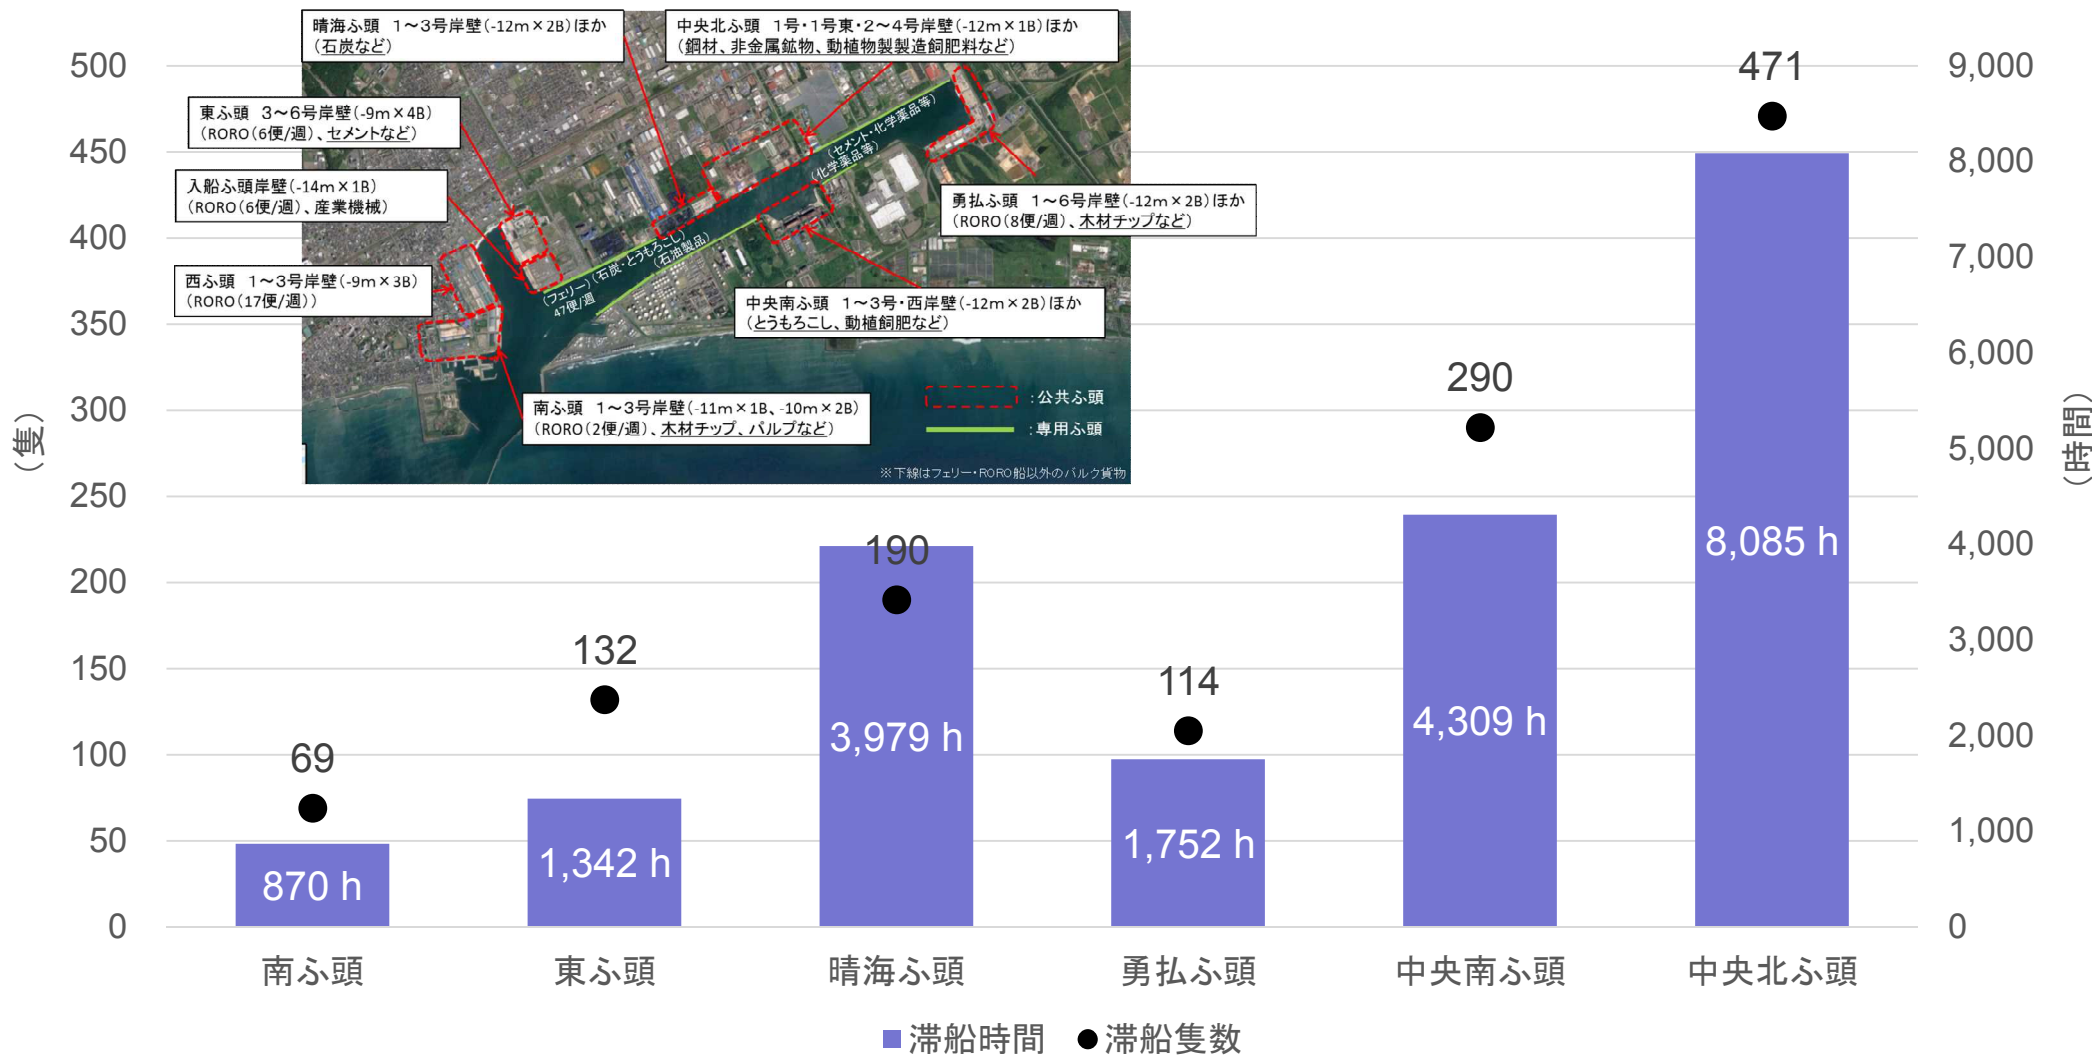 晴海ふ頭　1～3号岸壁(-12m×2B)ほか
（石炭など）
中央北ふ頭　1号・1号東・2～4号岸壁(-12m×1B)ほか
（鋼材、非金属鉱物、動植物製製造飼肥料など）
東ふ頭　3～6号岸壁(-9m×4B)
（RORO（6便/週）、セメントなど）
入船ふ頭岸壁(-14m×1B)
（RORO（6便/週）、産業機械）
西ふ頭　1～3号岸壁(-9m×3B)
（RORO（17便/週））
勇払ふ頭　1～6号岸壁(-12m×2B)ほか
（RORO（8便/週）、木材チップなど）
中央南ふ頭　1～3号・西岸壁(-12m×2B)ほか
（とうもろこし、動植飼肥など）
南ふ頭　1～3号岸壁(-11m×1B、-10m×2B)
（RORO（2便/週）、木材チップ、パルプなど）
（セメント・化学薬品等）
（化学薬品等）
（フェリー）（石炭・とうもろこし）
47便/週
（石油製品）
：公共ふ頭
：専用ふ頭
※下線はフェリー・RORO船以外のバルク貨物
（隻）
500
450
400
350
300
250
200
150
100
50
0
（時間）
9,000
8,000
7,000
6,000
5,000
4,000
3,000
2,000
1,000
0
69
132
190
114
290
471
870 h
1,342 h
3,979 h
1,752 h
4,309 h
8,085 h
南ふ頭
東ふ頭
晴海ふ頭
勇払ふ頭
中央南ふ頭
中央北ふ頭
滞船時間
滞船隻数